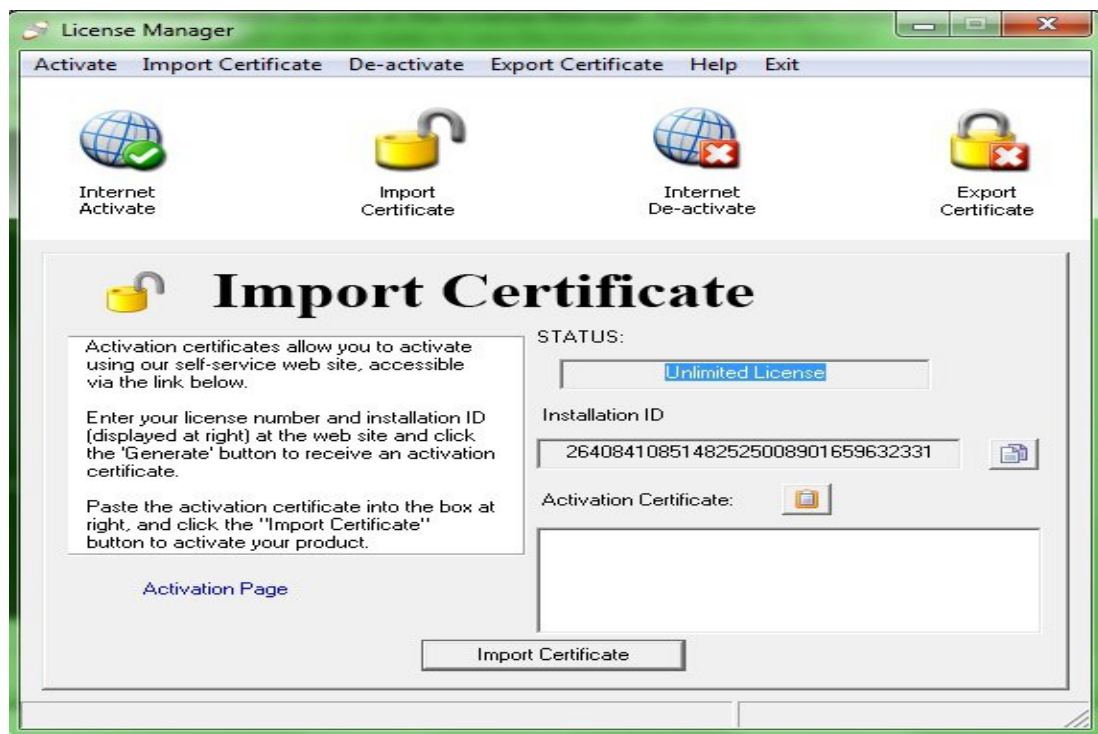 License Manager
Activate Import Certificate De-activate Export Certificate Help Exit
Internet
Activate
Import
Certificate
Internet
De-activate
Export
Certificate
Import Certificate
Activation certificates allow you to activate
using our self-service web site, accessible
via the link below.
Enter your license number and installation ID
(displayed at right) at the web site and click
the 'Generate' button to receive an activation
certificate.
Paste the activation certificate into the box at
right, and click the "Import Certificate"
button to activate your product.
Activation Page
STATUS:
Unlimited License
Installation ID
26408410851482525008901659632331
Activation Certificate:
Import Certificate